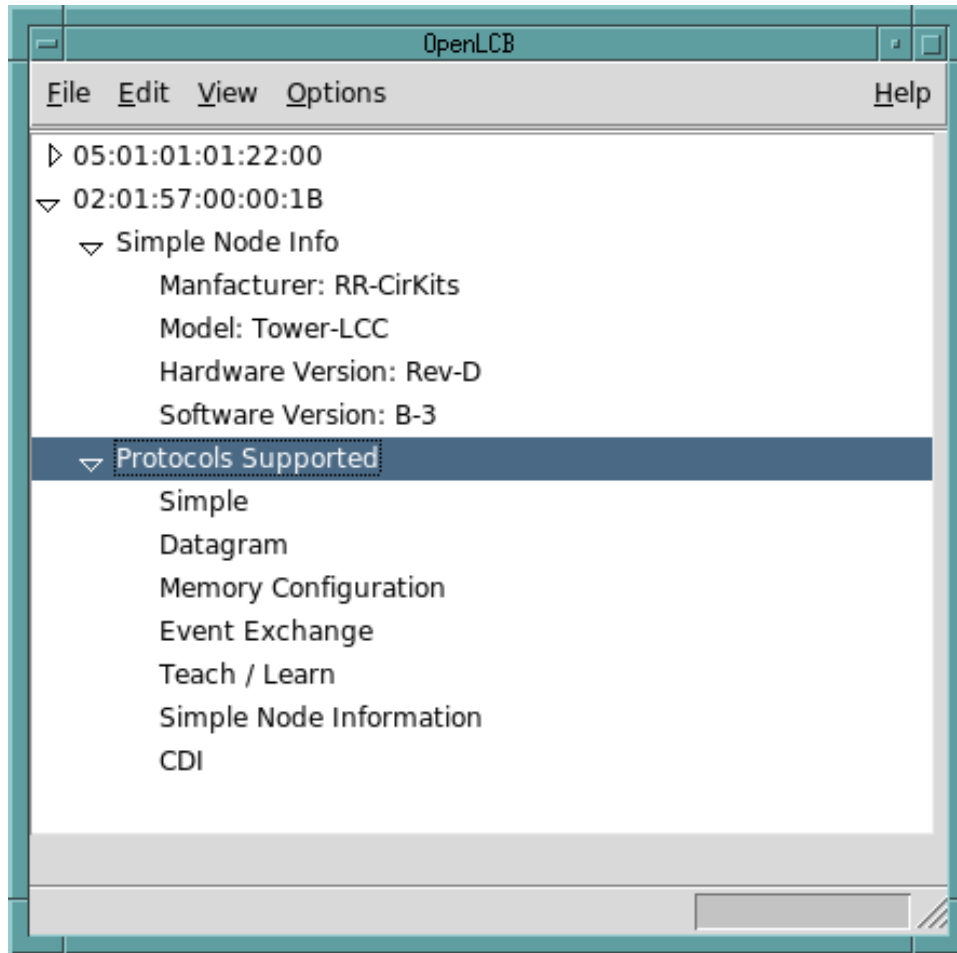 OpenLCB
File Edit View Options Help
05:01:01:01:22:00
02:01:57:00:00:1B
Simple Node Info
Manfacturer: RR-CirKits
Model: Tower-LCC
Hardware Version: Rev-D
Software Version: B-3
Protocols Supported
Simple
Datagram
Memory Configuration
Event Exchange
Teach / Learn
Simple Node Information
CDI